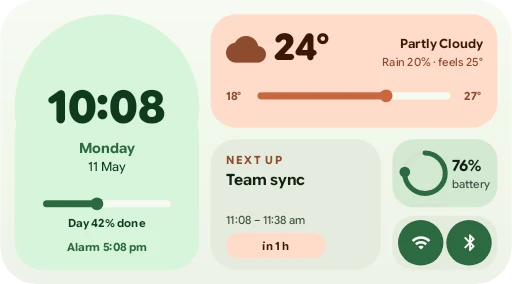 10:08
Monday
11 May
Day 42% done
Alarm 5:08 pm
24°
Partly Cloudy
Rain 20% · feels 25°
18°
27°
NEXT UP
Team sync
11:08 – 11:38 am
in 1 h
76%
battery